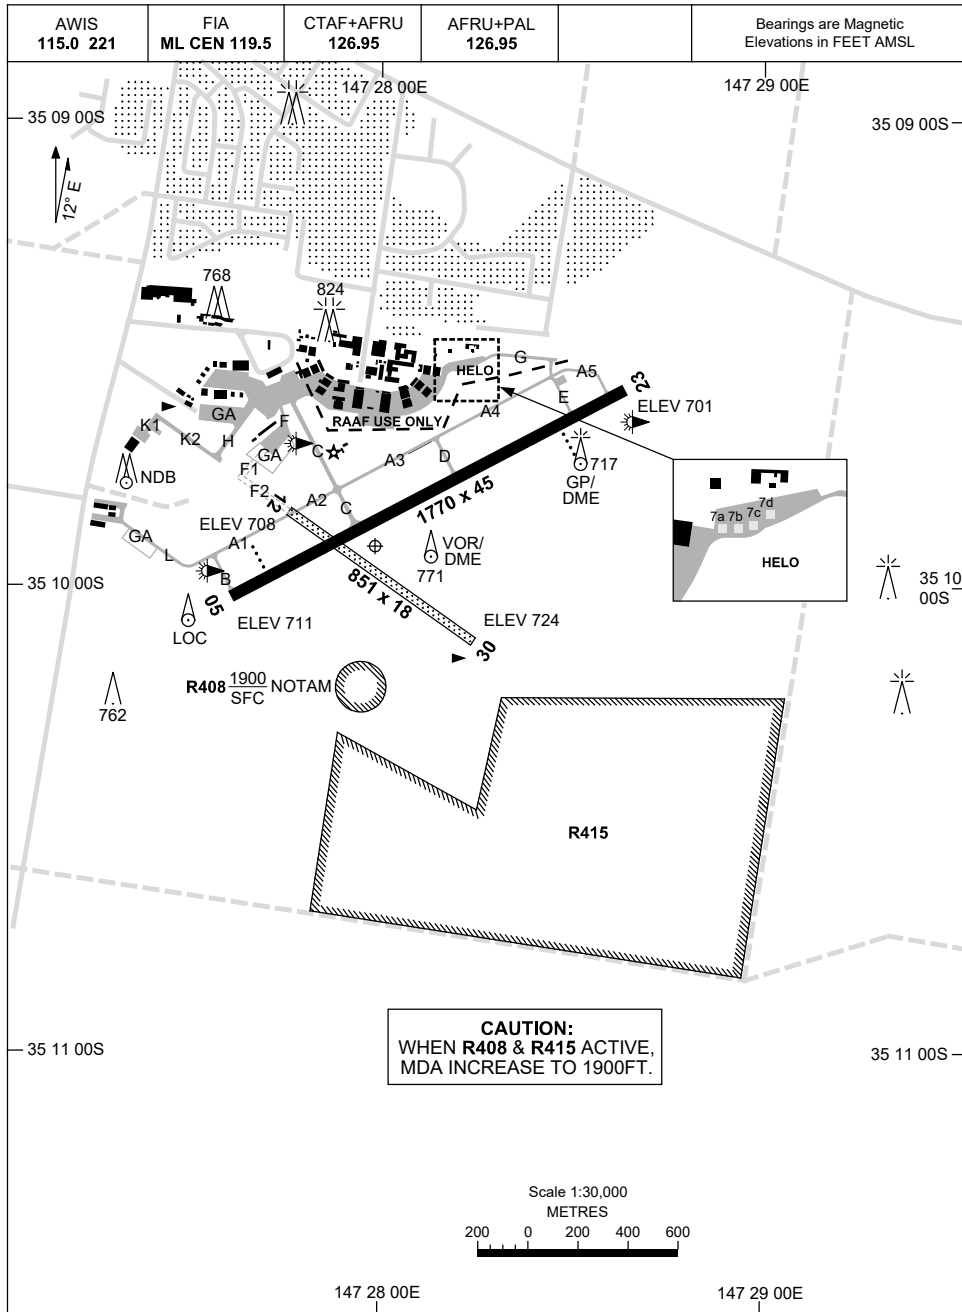 AWIS
115.0 221
FIA
ML CEN 119.5
CTAF+AFRU
126.95
AFRU+PAL
126.95
Bearings are Magnetic
Elevations in FEET AMSL
147 28 00E
147 29 00E
35 09 00S
35 09 00S
12° E
768
824
HELO
G
A5
23
ELEV 701
E
A4
RAAF USE ONLY
GA
F
K1
K2
H
GA
C
A3
D
717
GP/
DME
NDB
F1
F2
12
A2
C
1770 x 45
7a
7b
7c
7d
HELO
ELEV 708
GA
A1
L
VOR/
DME
771
B
851 x 18
35 10 00S
35 10
00S
05
ELEV 711
ELEV 724
LOC
30
R408
1900
SFC
NOTAM
762
R415
CAUTION:
WHEN R408 & R415 ACTIVE,
MDA INCREASE TO 1900FT.
35 11 00S
35 11 00S
Scale 1:30,000
METRES
200 0 200 400 600
147 28 00E
147 29 00E